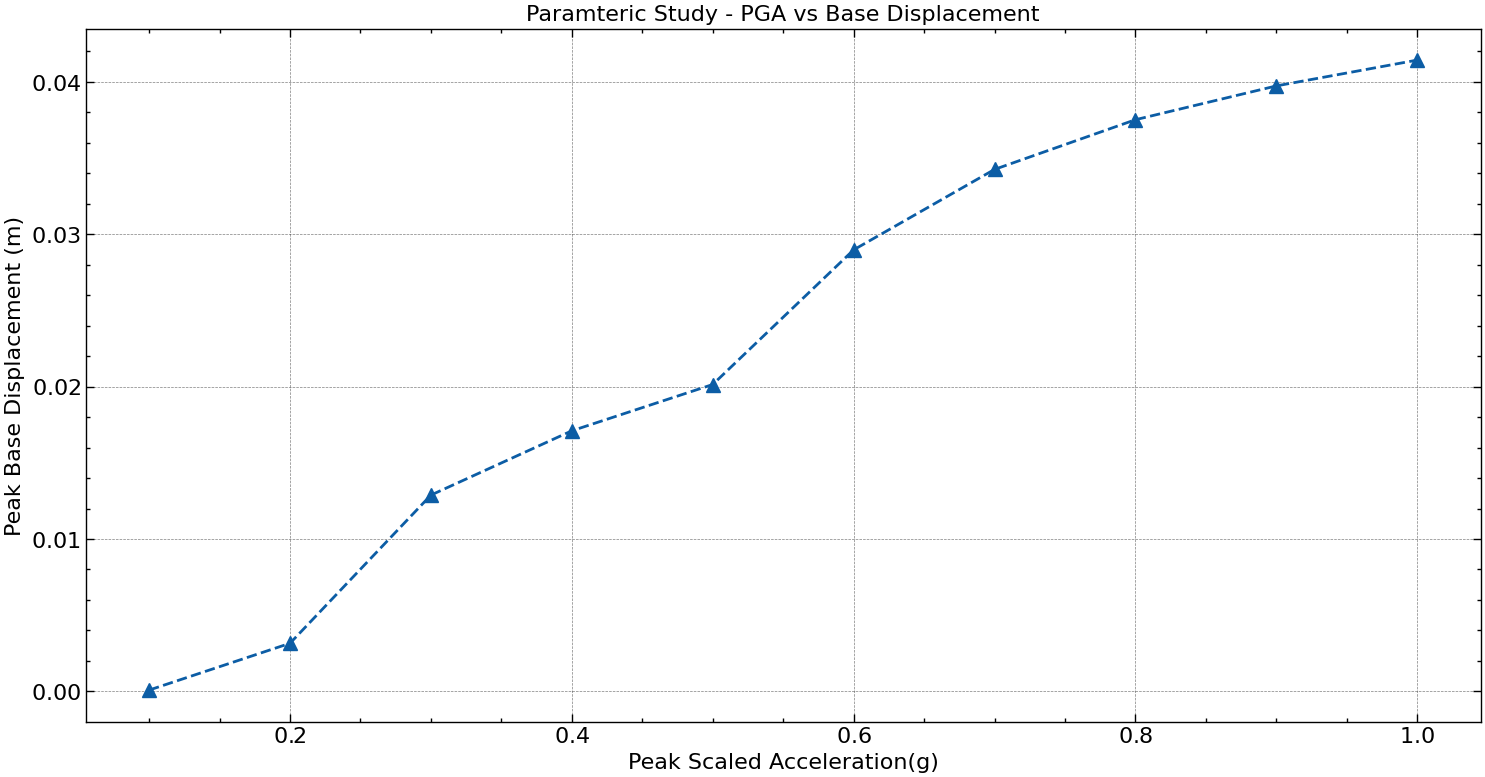 Paramteric Study - PGA vs Base Displacement
Peak Base Displacement (m)
0.04
0.03
0.02
0.01
0.00
0.2 0.4 0.6 0.8 1.0
Peak Scaled Acceleration(g)